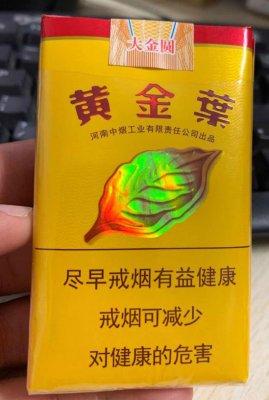 大金圆
黄金葉
河南中烟工业有限责任公司出品
尽早戒烟有益健康
戒烟可减少
对健康的危害